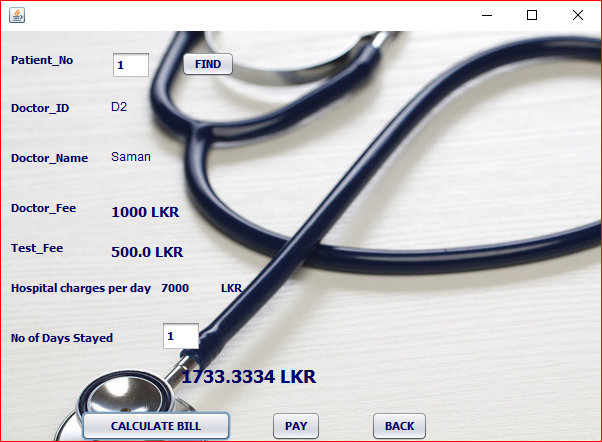 Patient_No 1 FIND
Doctor_ID D2
Doctor_Name Saman
Doctor_Fee 1000 LKR
Test_Fee 500.0 LKR
Hospital charges per day 7000 LKR
No of Days Stayed 1
1733.3334 LKR
CALCULATE BILL PAY BACK